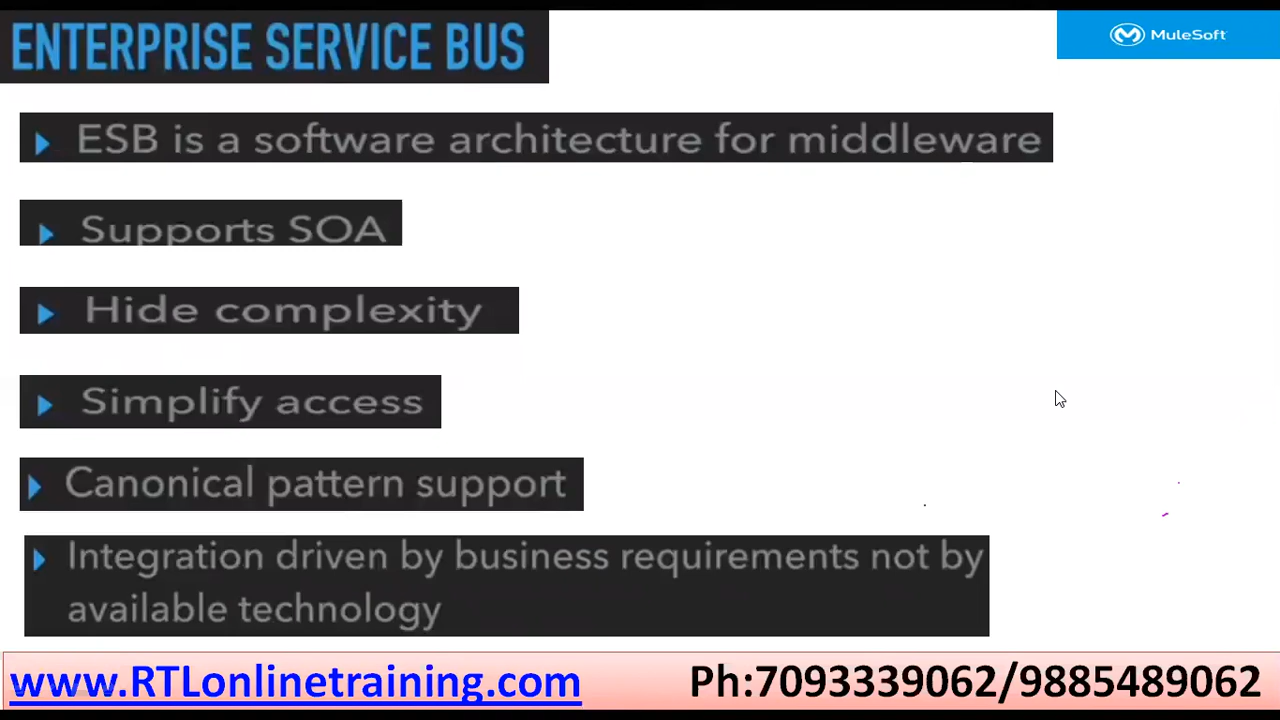 ENTERPRISE SERVICE BUS
MuleSoft
ESB is a software architecture for middleware
Supports SOA
Hide complexity
Simplify access
Canonical pattern support
Integration driven by business requirements not by
available technology
www.RTLonlinetraining.com
Ph:7093339062/9885489062